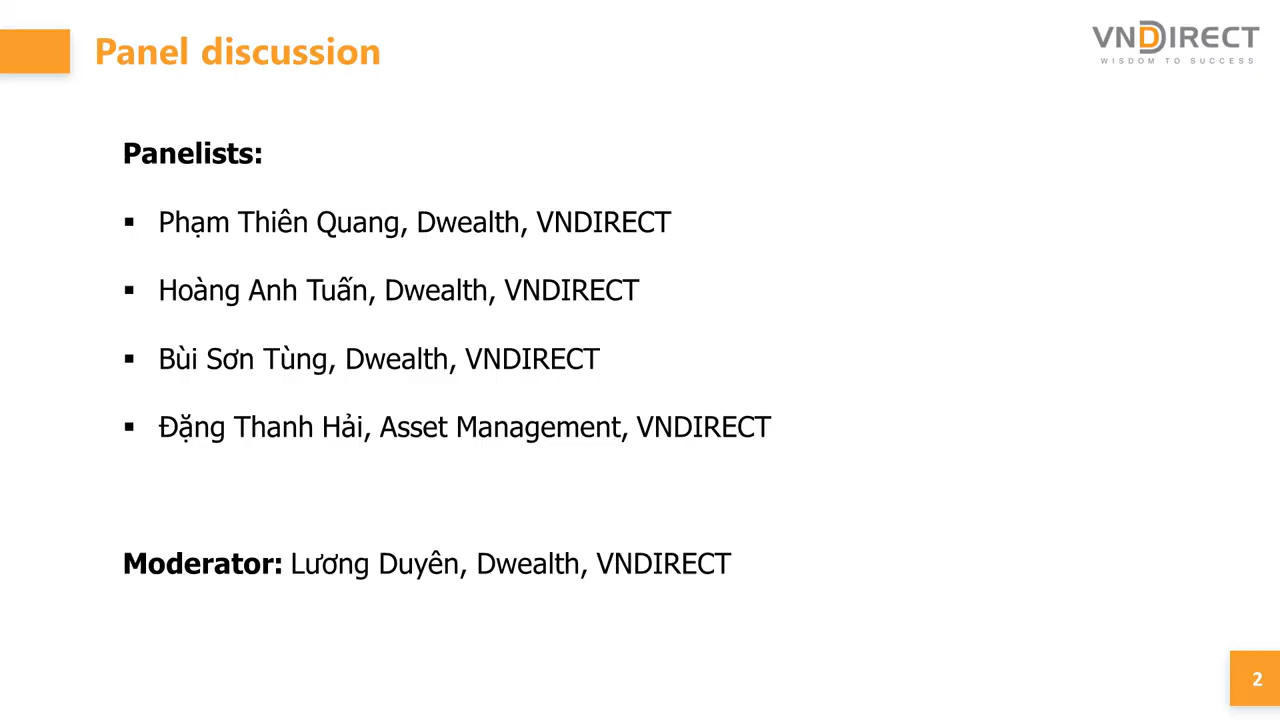 Panel discussion
VNDIRECT
WISDOM TO SUCCESS
Panelists:
▪ Phạm Thiên Quang, Dwealth, VNDIRECT
▪ Hoàng Anh Tuấn, Dwealth, VNDIRECT
▪ Bùi Sơn Tùng, Dwealth, VNDIRECT
▪ Đặng Thanh Hải, Asset Management, VNDIRECT
Moderator: Lương Duyên, Dwealth, VNDIRECT
2